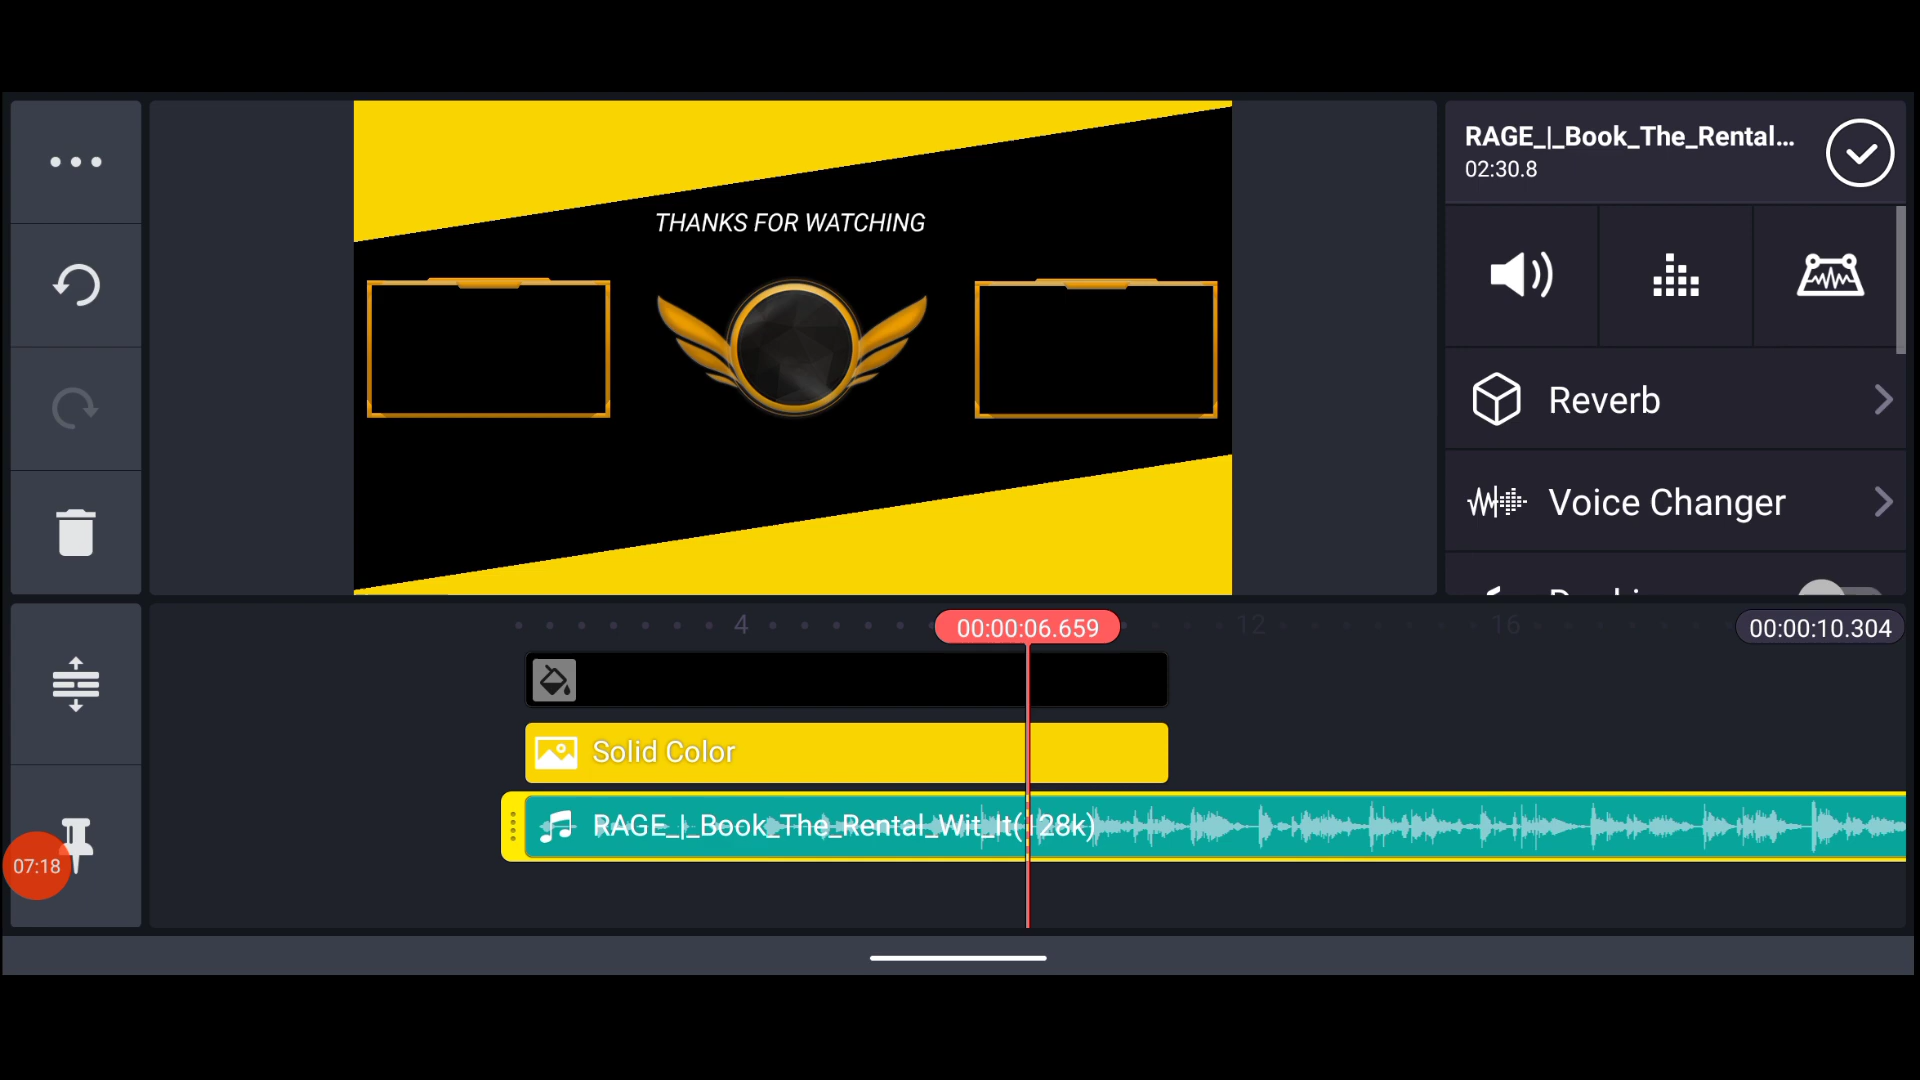 RAGE_|_Book_The_Rental...
02:30.8
THANKS FOR WATCHING
Reverb
Voice Changer
4
00:00:06.659
12
16
00:00:10.304
Solid Color
RAGE_|_Book_The_Rental_Wit_It(128k)
07:18